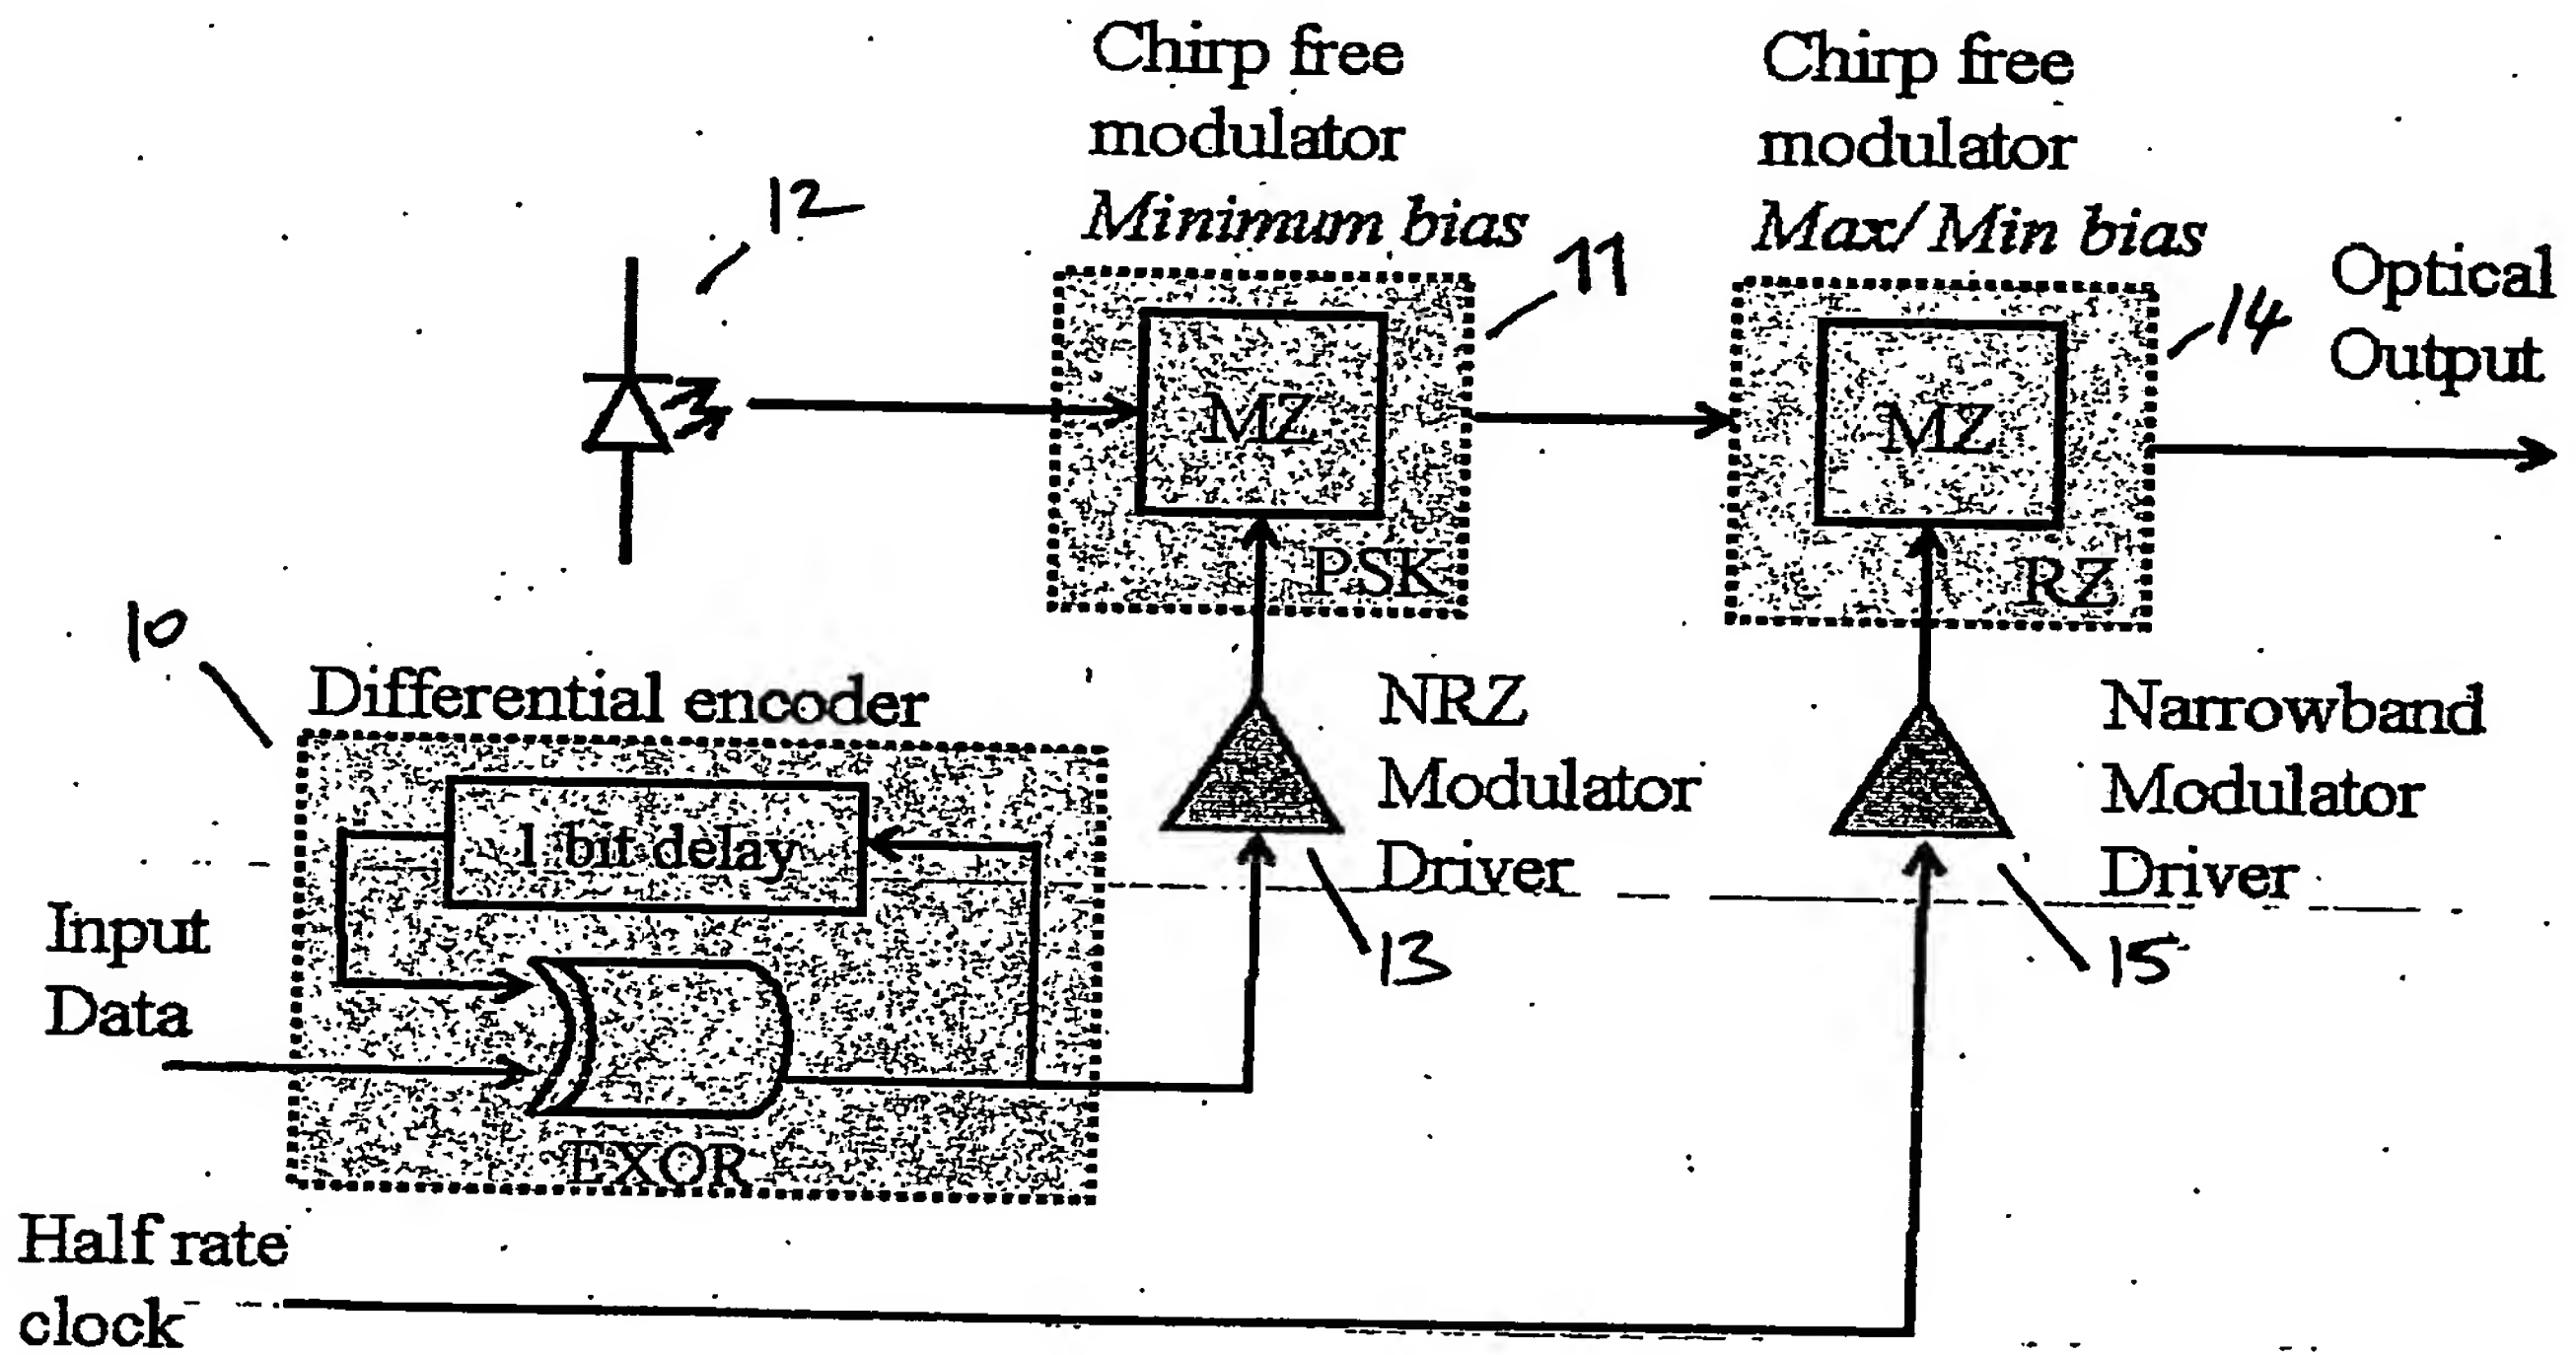 Chirp free
modulator
Minimum bias
Chirp free
modulator
Max/Min bias
12
11
14
Optical
Output
MZ
PSK
MZ
RZ
10
Differential encoder
1 bit delay
EXOR
Input
Data
NRZ
Modulator
Driver
13
Narrowband
Modulator
Driver
15
Half rate
clock